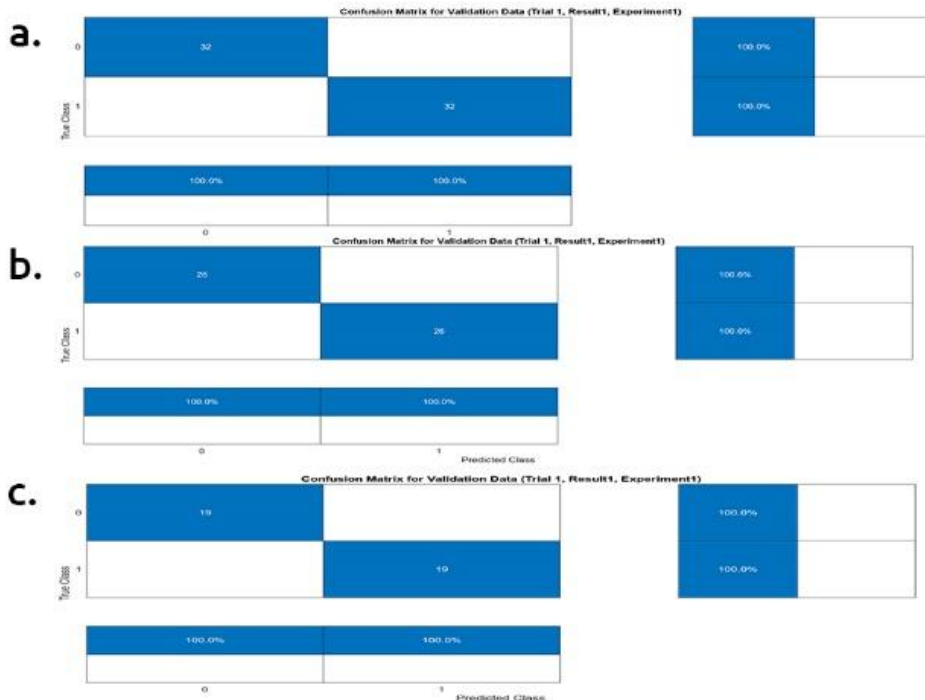 a.
Confusion Matrix for Validation Data (Trial 1, Result1, Experiment1)
True Class
0
32
100.0%
1
32
100.0%
100.0% 100.0%
0 1
b.
Confusion Matrix for Validation Data (Trial 1, Result1, Experiment1)
True Class
0
26
100.0%
1
26
100.0%
100.0% 100.0%
0 1
Predicted Class
c.
Confusion Matrix for Validation Data (Trial 1, Result1, Experiment1)
True Class
0
19
100.0%
1
19
100.0%
100.0% 100.0%
0 1
Predicted Class